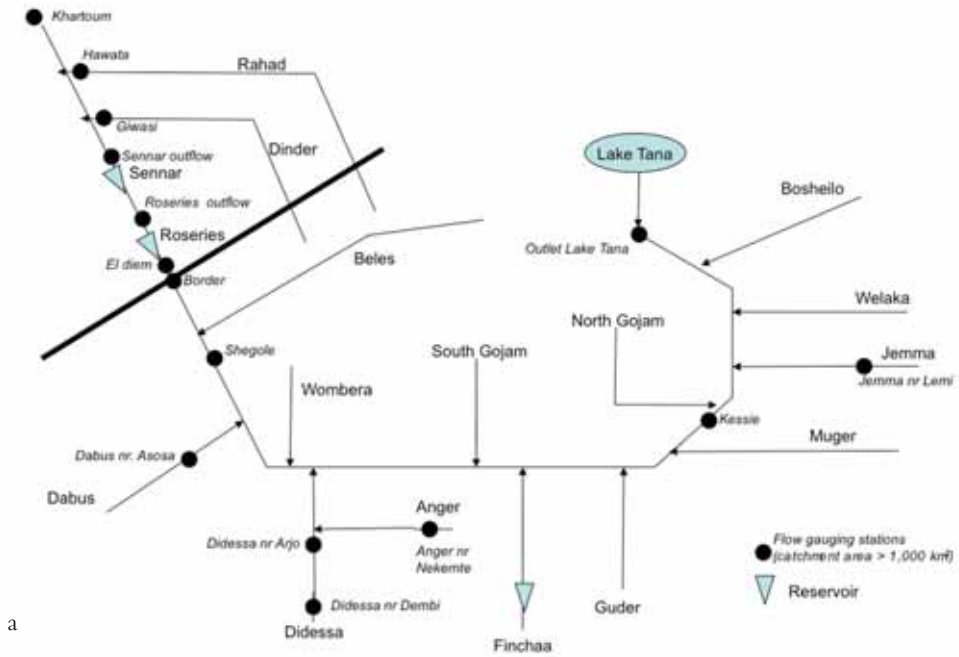 Khartoum
Hawata
Rahad
Giwasi
Dinder
Sennar outflow
Sennar
Roseries outflow
Roseries
El diem
Border
Beles
Lake Tana
Bosheilo
Outlet Lake Tana
Welaka
North Gojam
Shegole
South Gojam
Jemma
Jemma nr Lemi
Wombera
Kessie
Muger
Dabus nr. Asosa
Dabus
Anger
Didessa nr Arjo
Anger nr
Nekemte
Flow gauging stations
(catchment area > 1,000 km²)
Reservoir
Didessa nr Dembi
Didessa
Guder
Finchaa
a